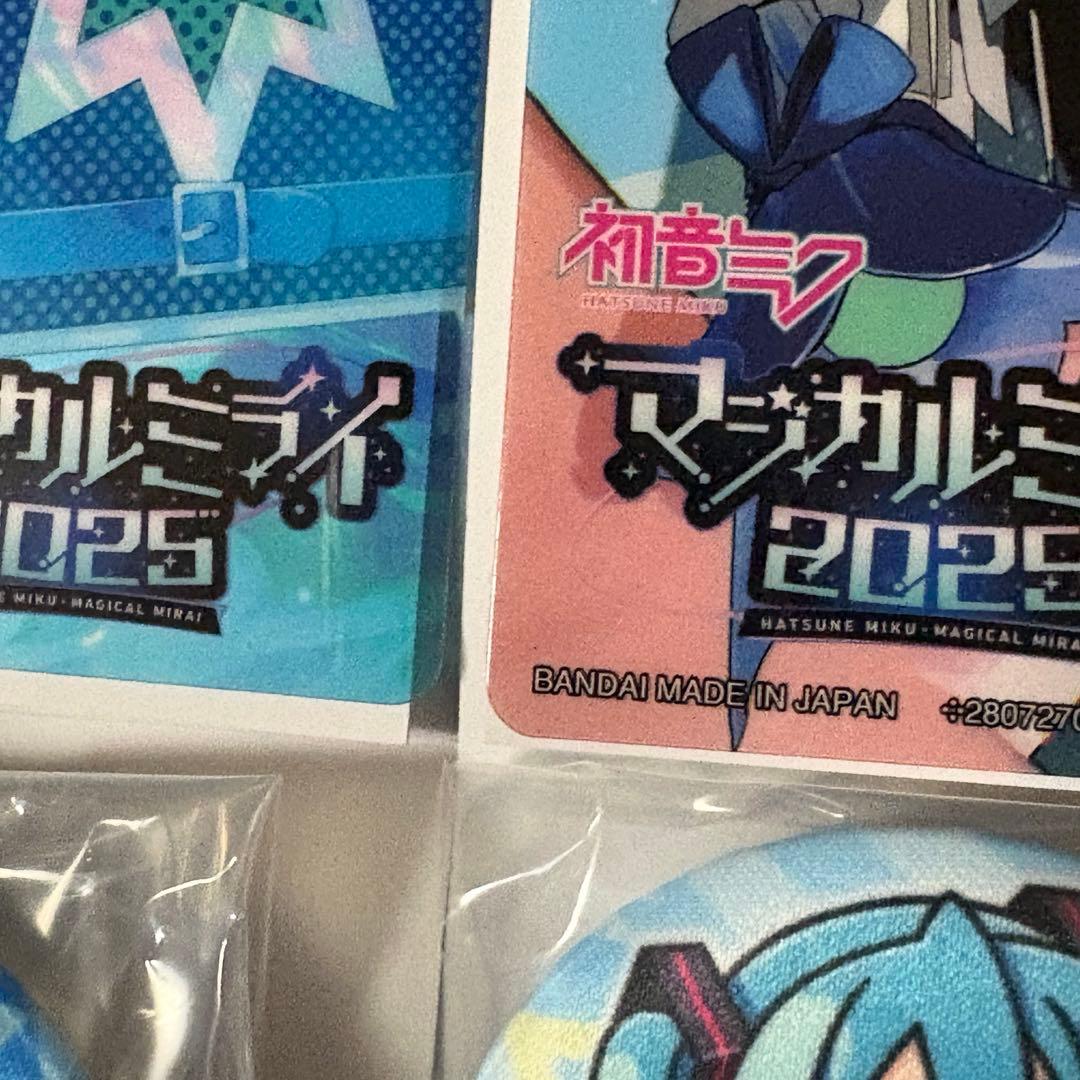 カルミライ
2025
E MIKU・MAGICAL MIRAI
初音ミク
HATSUNE MIKU
マジカルミ
2025
HATSUNE MIKU・MAGICAL MIRA
BANDAI MADE IN JAPAN ÷2807270